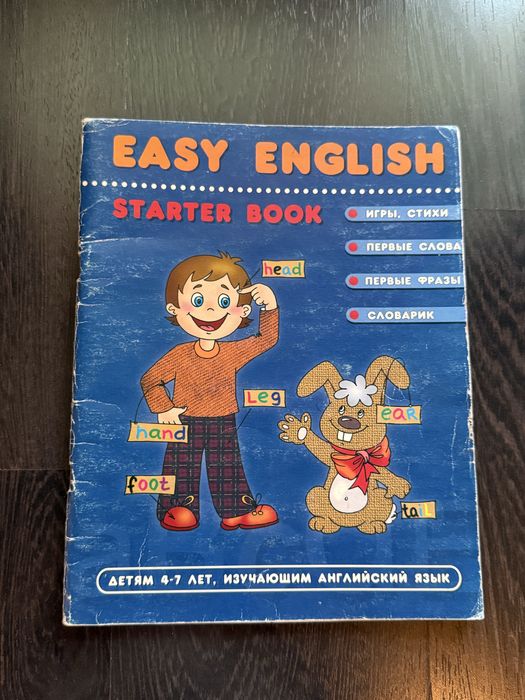 EASY ENGLISH
STARTER BOOK
ИГРЫ, СТИХИ
ПЕРВЫЕ СЛОВА
ПЕРВЫЕ ФРАЗЫ
СЛОВАРИК
head
Leg
EAR
hand
foot
taiL
ДЕТЯМ 4-7 ЛЕТ, ИЗУЧАЮЩИМ АНГЛИЙСКИЙ ЯЗЫК